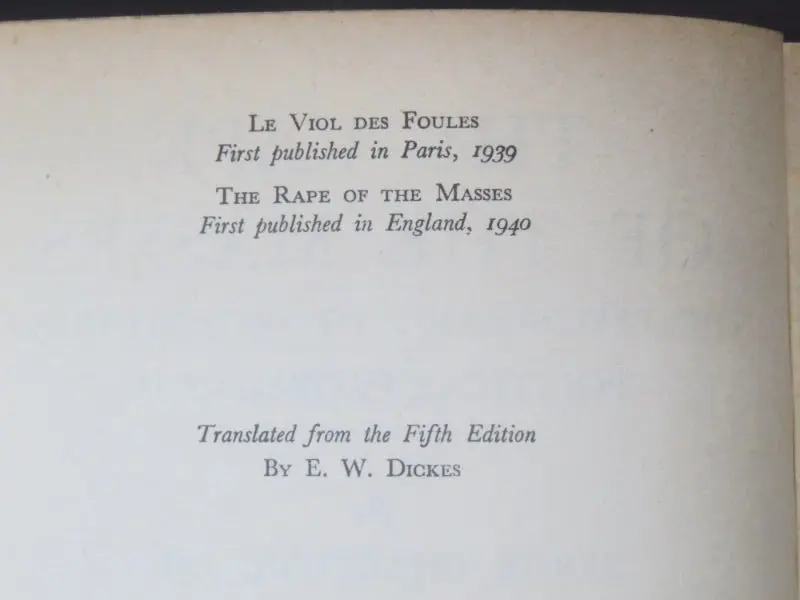 Le Viol des Foules
First published in Paris, 1939
The Rape of the Masses
First published in England, 1940
Translated from the Fifth Edition
By E. W. Dickes